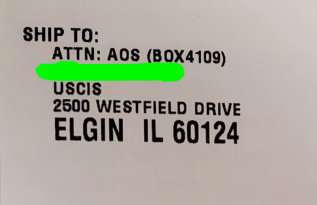 SHIP TO:
ATTN: AOS (BOX4109)
USCIS
2500 WESTFIELD DRIVE
ELGIN IL 60124